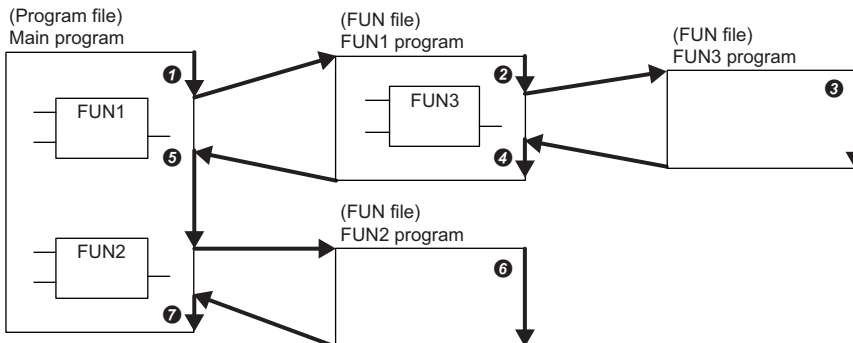 (Program file)
Main program
(FUN file)
FUN1 program
(FUN file)
FUN3 program
❶
❷
❸
FUN1
FUN3
❺
❹
(FUN file)
FUN2 program
FUN2
❻
❼